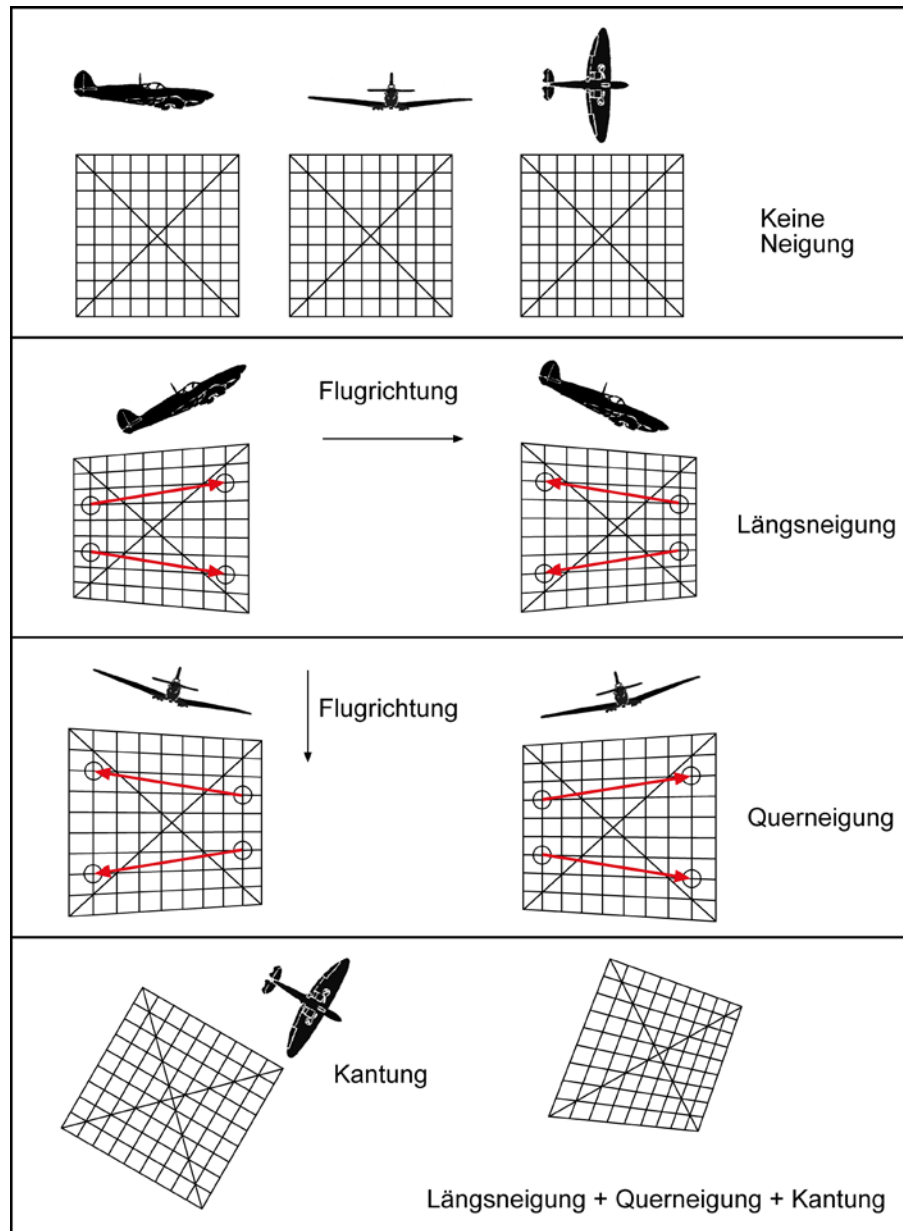 Keine
Neigung
Flugrichtung
Längsneigung
Flugrichtung
Querneigung
Kantung
Längsneigung + Querneigung + Kantung